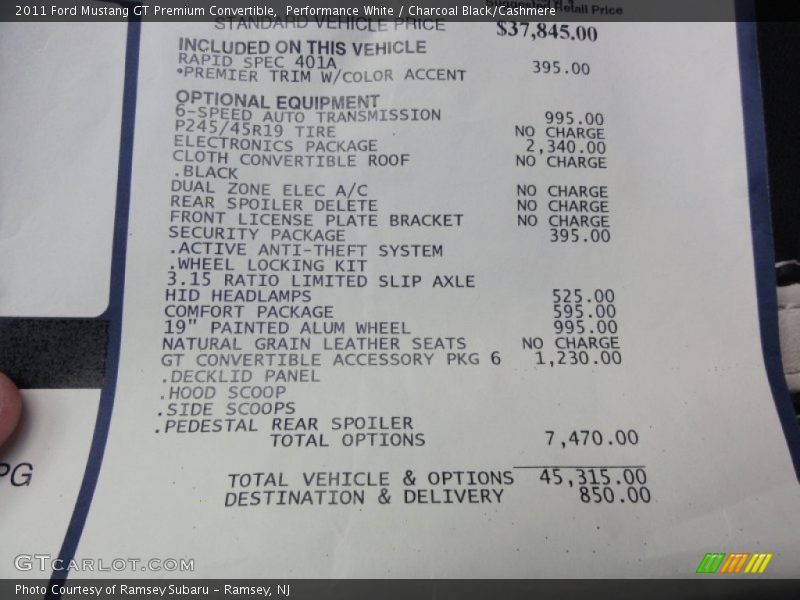 2011 Ford Mustang GT Premium Convertible, Performance White / Charcoal Black/Cashmere
Retail Price
STANDARD VEHICLE PRICE $37,845.00
INCLUDED ON THIS VEHICLE
RAPID SPEC 401A 395.00
•PREMIER TRIM W/COLOR ACCENT
OPTIONAL EQUIPMENT
6-SPEED AUTO TRANSMISSION 995.00
P245/45R19 TIRE NO CHARGE
ELECTRONICS PACKAGE 2,340.00
CLOTH CONVERTIBLE ROOF NO CHARGE
.BLACK
DUAL ZONE ELEC A/C NO CHARGE
REAR SPOILER DELETE NO CHARGE
FRONT LICENSE PLATE BRACKET NO CHARGE
SECURITY PACKAGE 395.00
.ACTIVE ANTI-THEFT SYSTEM
.WHEEL LOCKING KIT
3.15 RATIO LIMITED SLIP AXLE
HID HEADLAMPS 525.00
COMFORT PACKAGE 595.00
19" PAINTED ALUM WHEEL 995.00
NATURAL GRAIN LEATHER SEATS NO CHARGE
GT CONVERTIBLE ACCESSORY PKG 6 1,230.00
.DECKLID PANEL
.HOOD SCOOP
.SIDE SCOOPS
.PEDESTAL REAR SPOILER
TOTAL OPTIONS 7,470.00
PG
TOTAL VEHICLE & OPTIONS 45,315.00
DESTINATION & DELIVERY 850.00
GTCARLOT.COM
Photo Courtesy of Ramsey Subaru - Ramsey, NJ